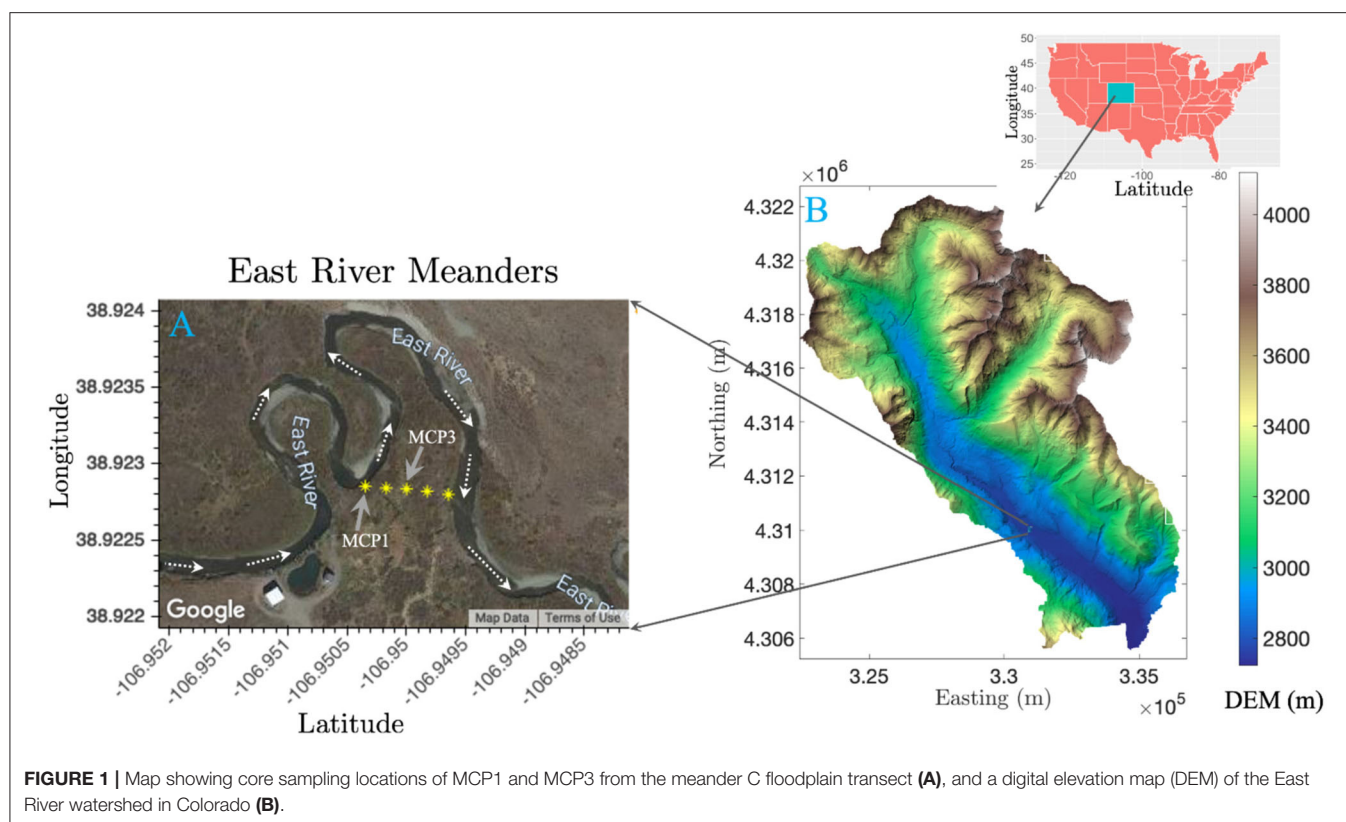 50
45
40
35
30
25
Longitude
-120
-100
-80
Latitude
×10⁶
4.322
4.32
4.318
4.316
4.314
4.312
4.31
4.308
4.306
Northing (m)
B
3.25
3.3
3.35
×10⁵
Easting (m)
4000
3800
3600
3400
3200
3000
2800
DEM (m)
East River Meanders
A
38.924
38.9235
38.923
38.9225
38.922
Longitude
East River
East River
East River
MCP3
MCP1
Google
Map Data
Terms of Use
-106.952
-106.9515
-106.951
-106.9505
-106.95
-106.9495
-106.949
-106.9485
Latitude
FIGURE 1 | Map showing core sampling locations of MCP1 and MCP3 from the meander C floodplain transect (A), and a digital elevation map (DEM) of the East
River watershed in Colorado (B).